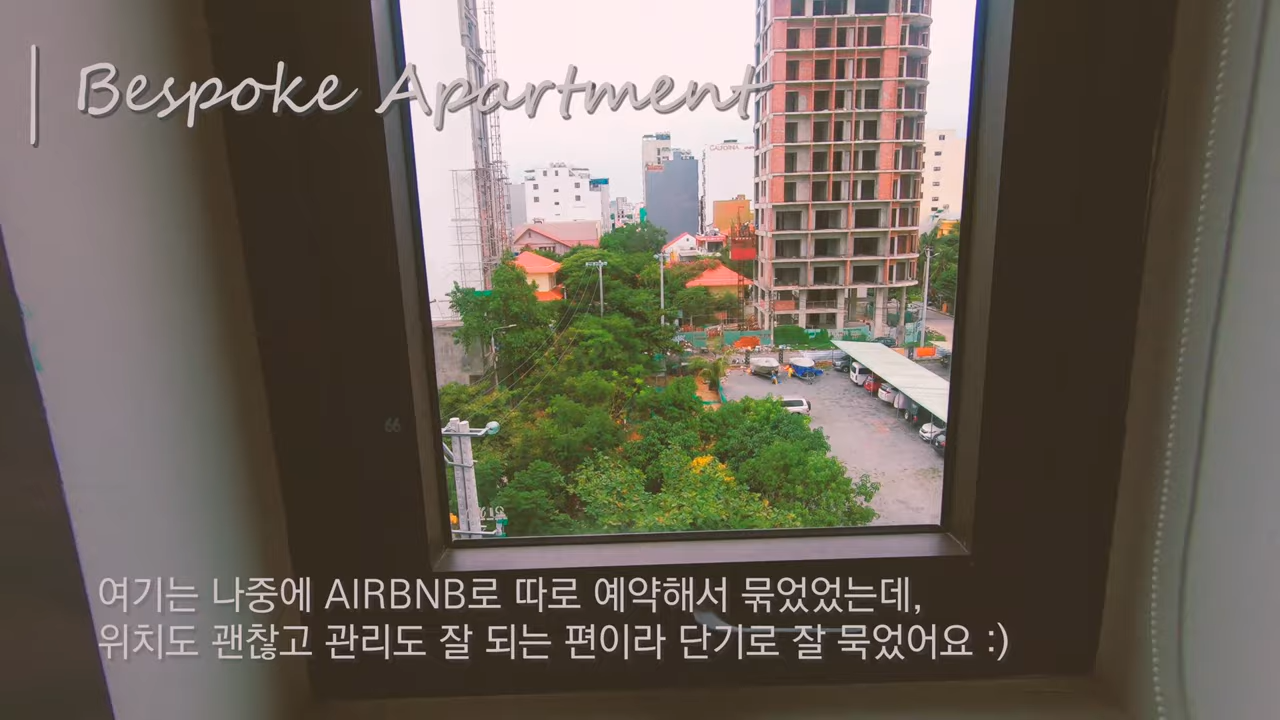 Bespoke Apartment
CALIFORNIA
여기는 나중에 AIRBNB로 따로 예약해서 묶었었는데,
위치도 괜찮고 관리도 잘 되는 편이라 단기로 잘 묵었어요 :)